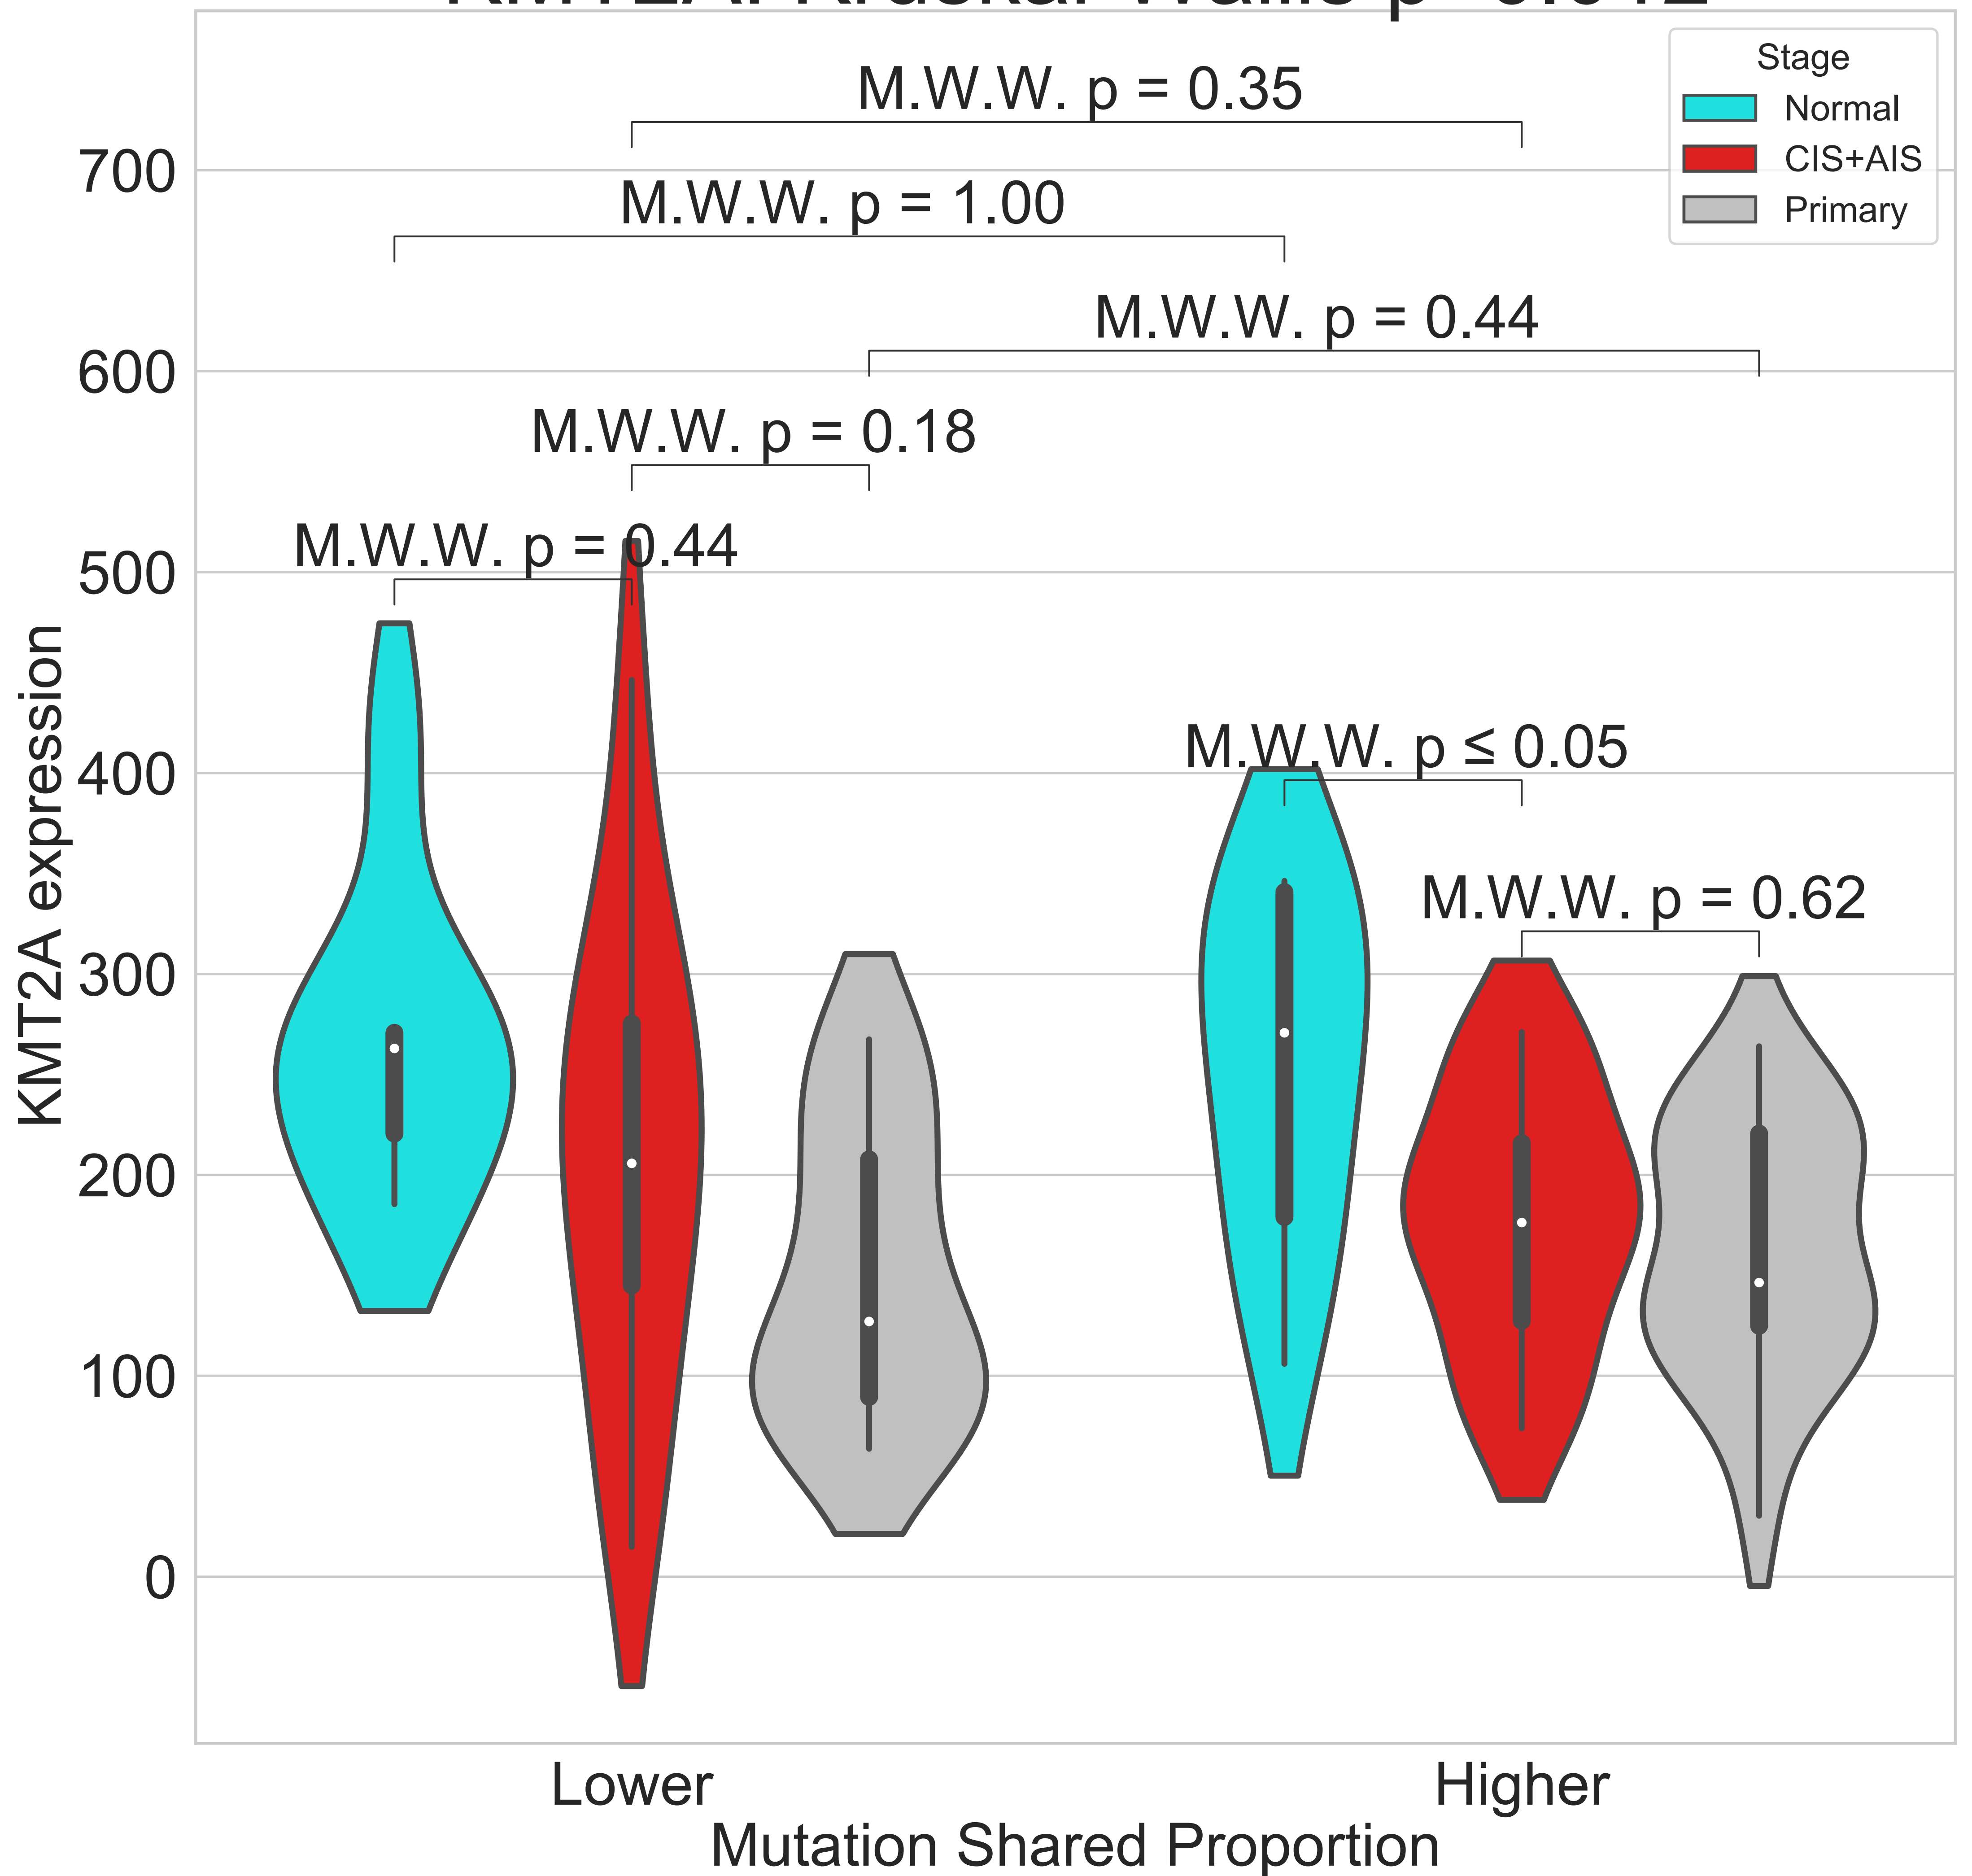 M.W.W. p = 0.35
M.W.W. p = 1.00
M.W.W. p = 0.44
M.W.W. p = 0.18
M.W.W. p = 0.44
M.W.W. p ≤ 0.05
M.W.W. p = 0.62
Stage
Normal
CIS+AIS
Primary
700
600
500
400
300
200
100
0
KMT2A expression
Lower
Higher
Mutation Shared Proportion